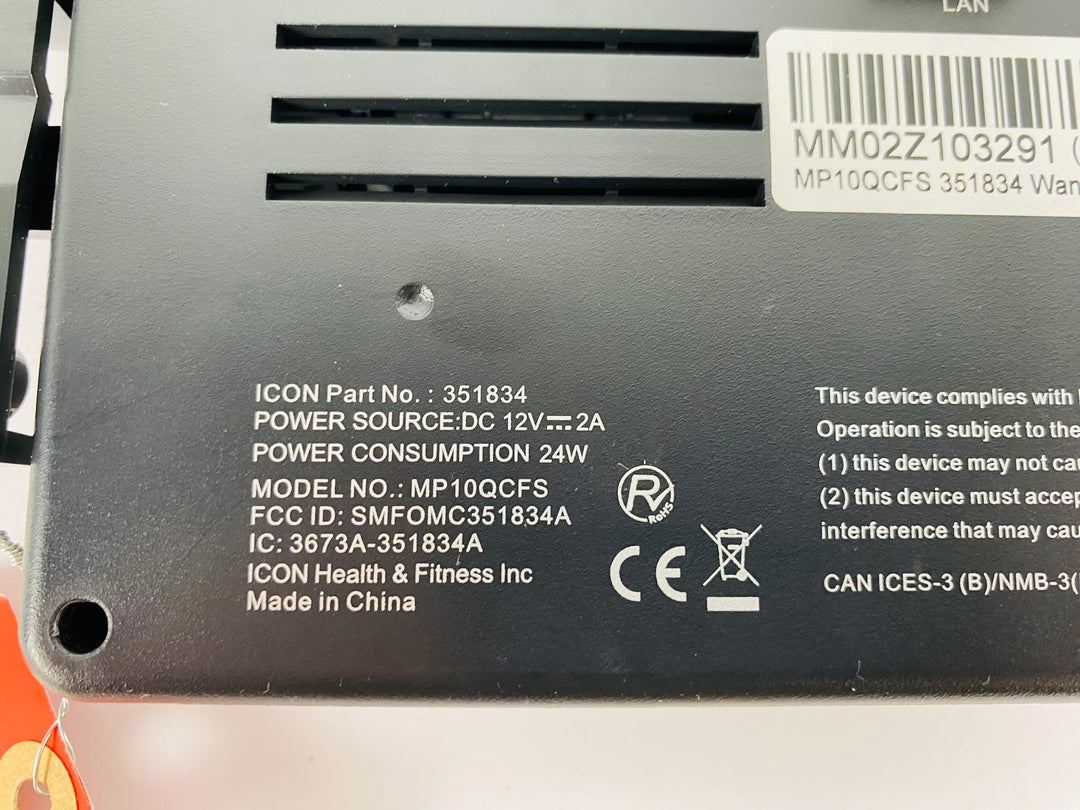 LAN
MM02Z103291 (
MP10QCFS 351834
ICON Part No. : 351834
POWER SOURCE:DC 12V⎓2A
POWER CONSUMPTION 24W
MODEL NO.: MP10QCFS
FCC ID: SMFOMC351834A
IC: 3673A-351834A
ICON Health & Fitness Inc
Made in China
RoHS
CE
This device complies with
Operation is subject to the
(1) this device may not
(2) this device must
interference that may
CAN ICES-3 (B)/NMB-3(